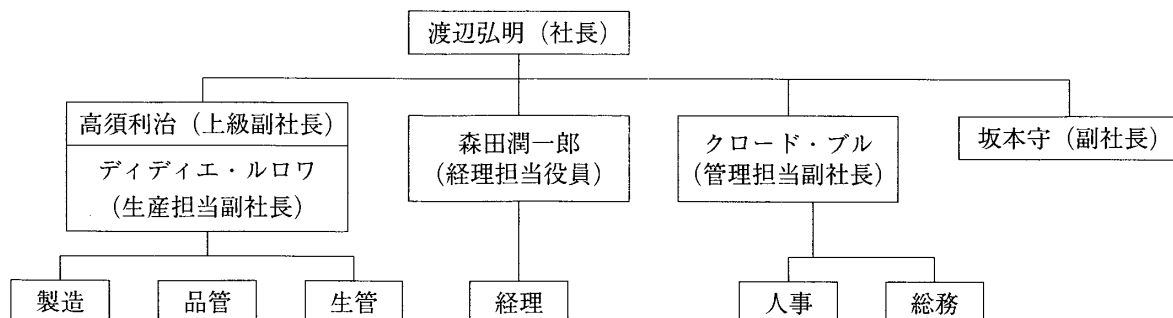 渡辺弘明（社長）
高須利治（上級副社長）
ディディエ・ルロワ
（生産担当副社長）
森田潤一郎
（経理担当役員）
クロード・ブル
（管理担当副社長）
坂本守（副社長）
製造
品管
生管
経理
人事
総務